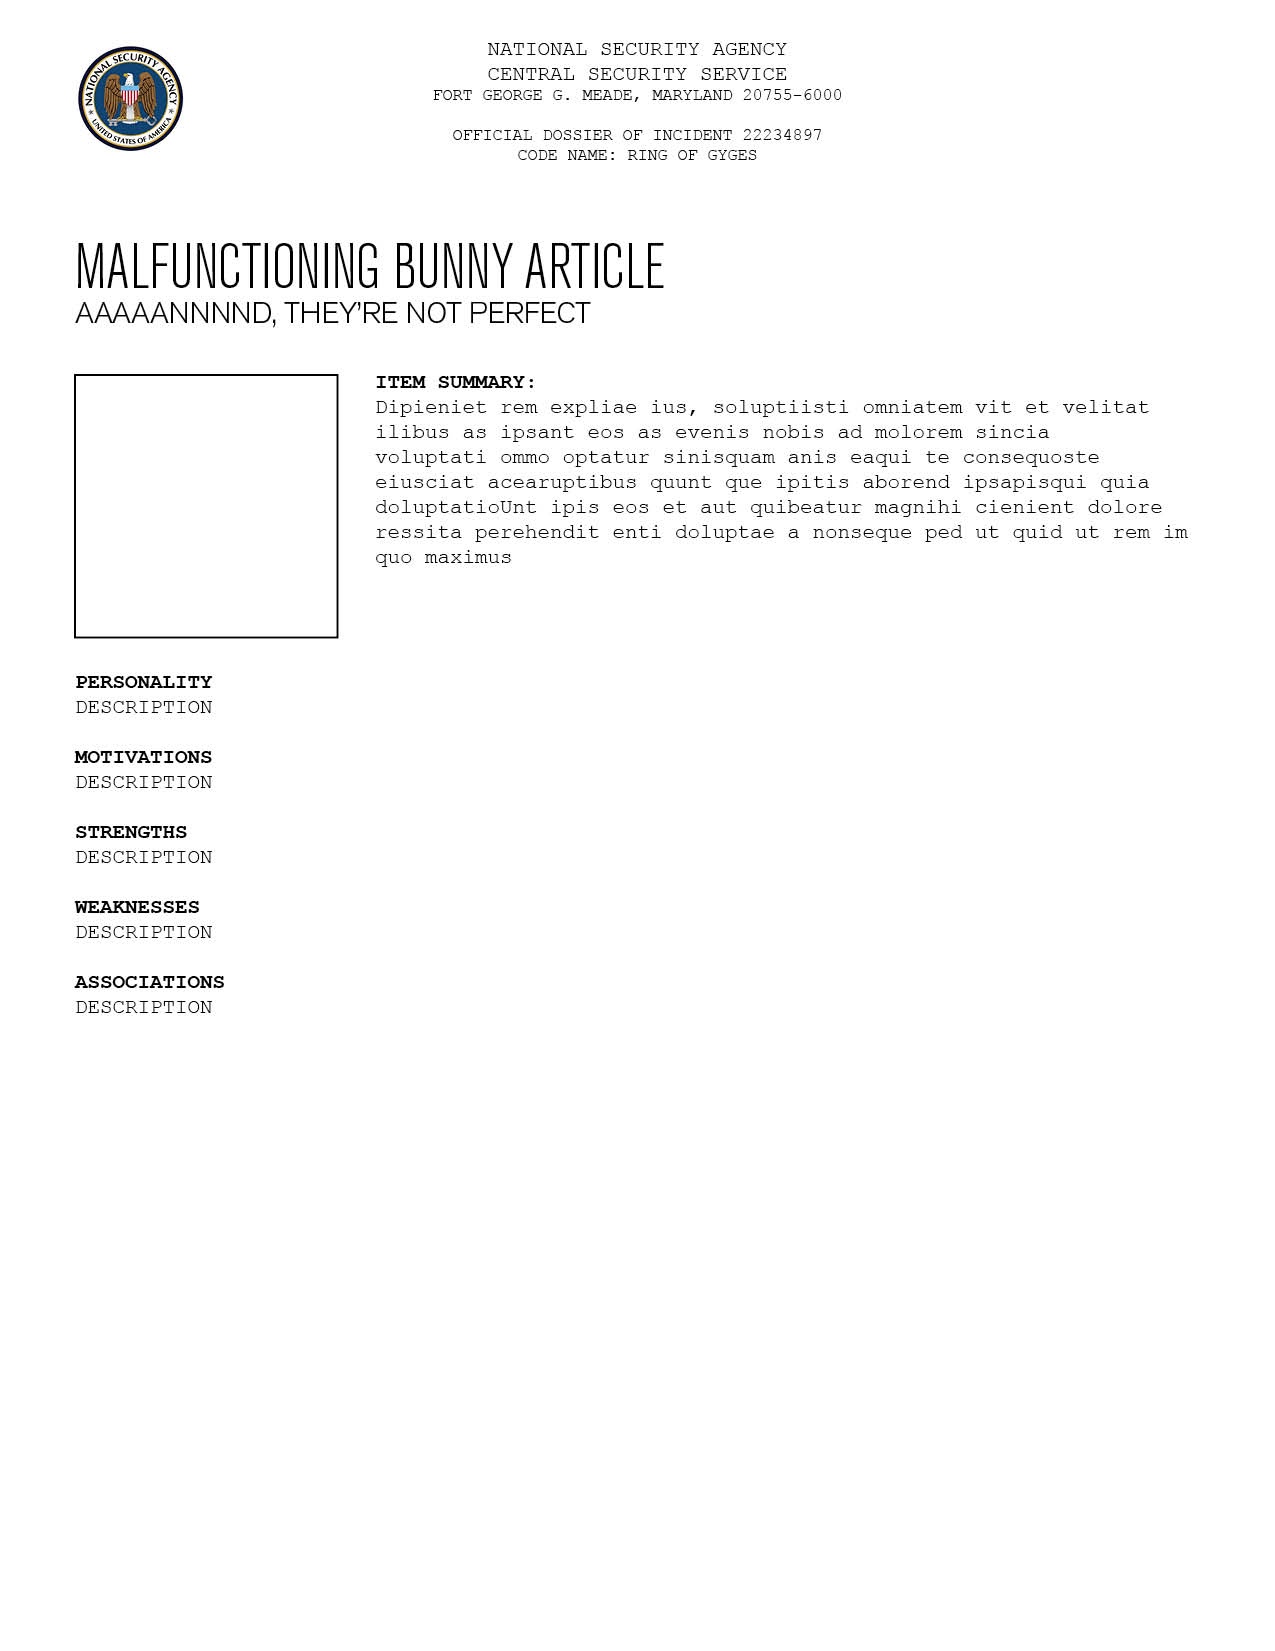 NATIONAL SECURITY AGENCY
UNITED STATES OF AMERICA
NATIONAL SECURITY AGENCY
CENTRAL SECURITY SERVICE
FORT GEORGE G. MEADE, MARYLAND 20755-6000
OFFICIAL DOSSIER OF INCIDENT 22234897
CODE NAME: RING OF GYGES
MALFUNCTIONING BUNNY ARTICLE
AAAAANNNND, THEY’RE NOT PERFECT
ITEM SUMMARY:
Dipieniet rem expliae ius, soluptiisti omniatem vit et velitat
ilibus as ipsant eos as evenis nobis ad molorem sincia
voluptati ommo optatur sinisquam anis eaqui te consequoste
eiusciat acearuptibus quunt que ipitis aborend ipsapisqui quia
doluptatioUnt ipis eos et aut quibeatur magnihi cienient dolore
ressita perehendit enti doluptae a nonseque ped ut quid ut rem im
quo maximus
PERSONALITY
DESCRIPTION
MOTIVATIONS
DESCRIPTION
STRENGTHS
DESCRIPTION
WEAKNESSES
DESCRIPTION
ASSOCIATIONS
DESCRIPTION